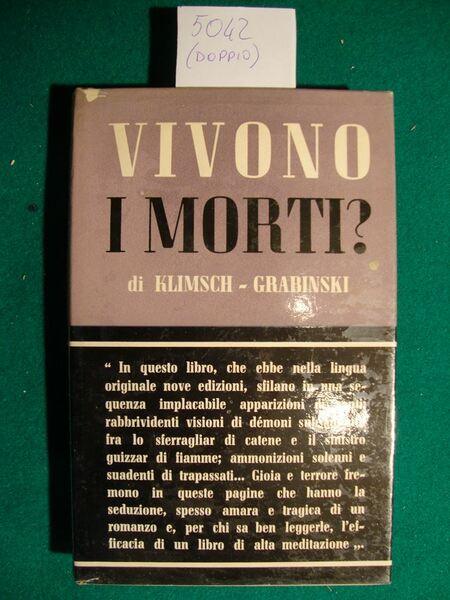 5042
(DOPPIO)
VIVONO
I MORTI?
di KLIMSCH - GRABINSKI
“ In questo libro, che ebbe nella lingua
originale nove edizioni, sfilano in una se-
quenza implacabile apparizioni
rabbrividenti visioni di démoni
fra lo sferragliar di catene e il sinistro
guizzar di fiamme; ammonizioni solenni e
suadenti di trapassati... Gioia e terrore fre-
mono in queste pagine che hanno la
seduzione, spesso amara e tragica di un
romanzo e, per chi sa ben leggerle, l'ef-
ficacia di un libro di alta meditazione „.